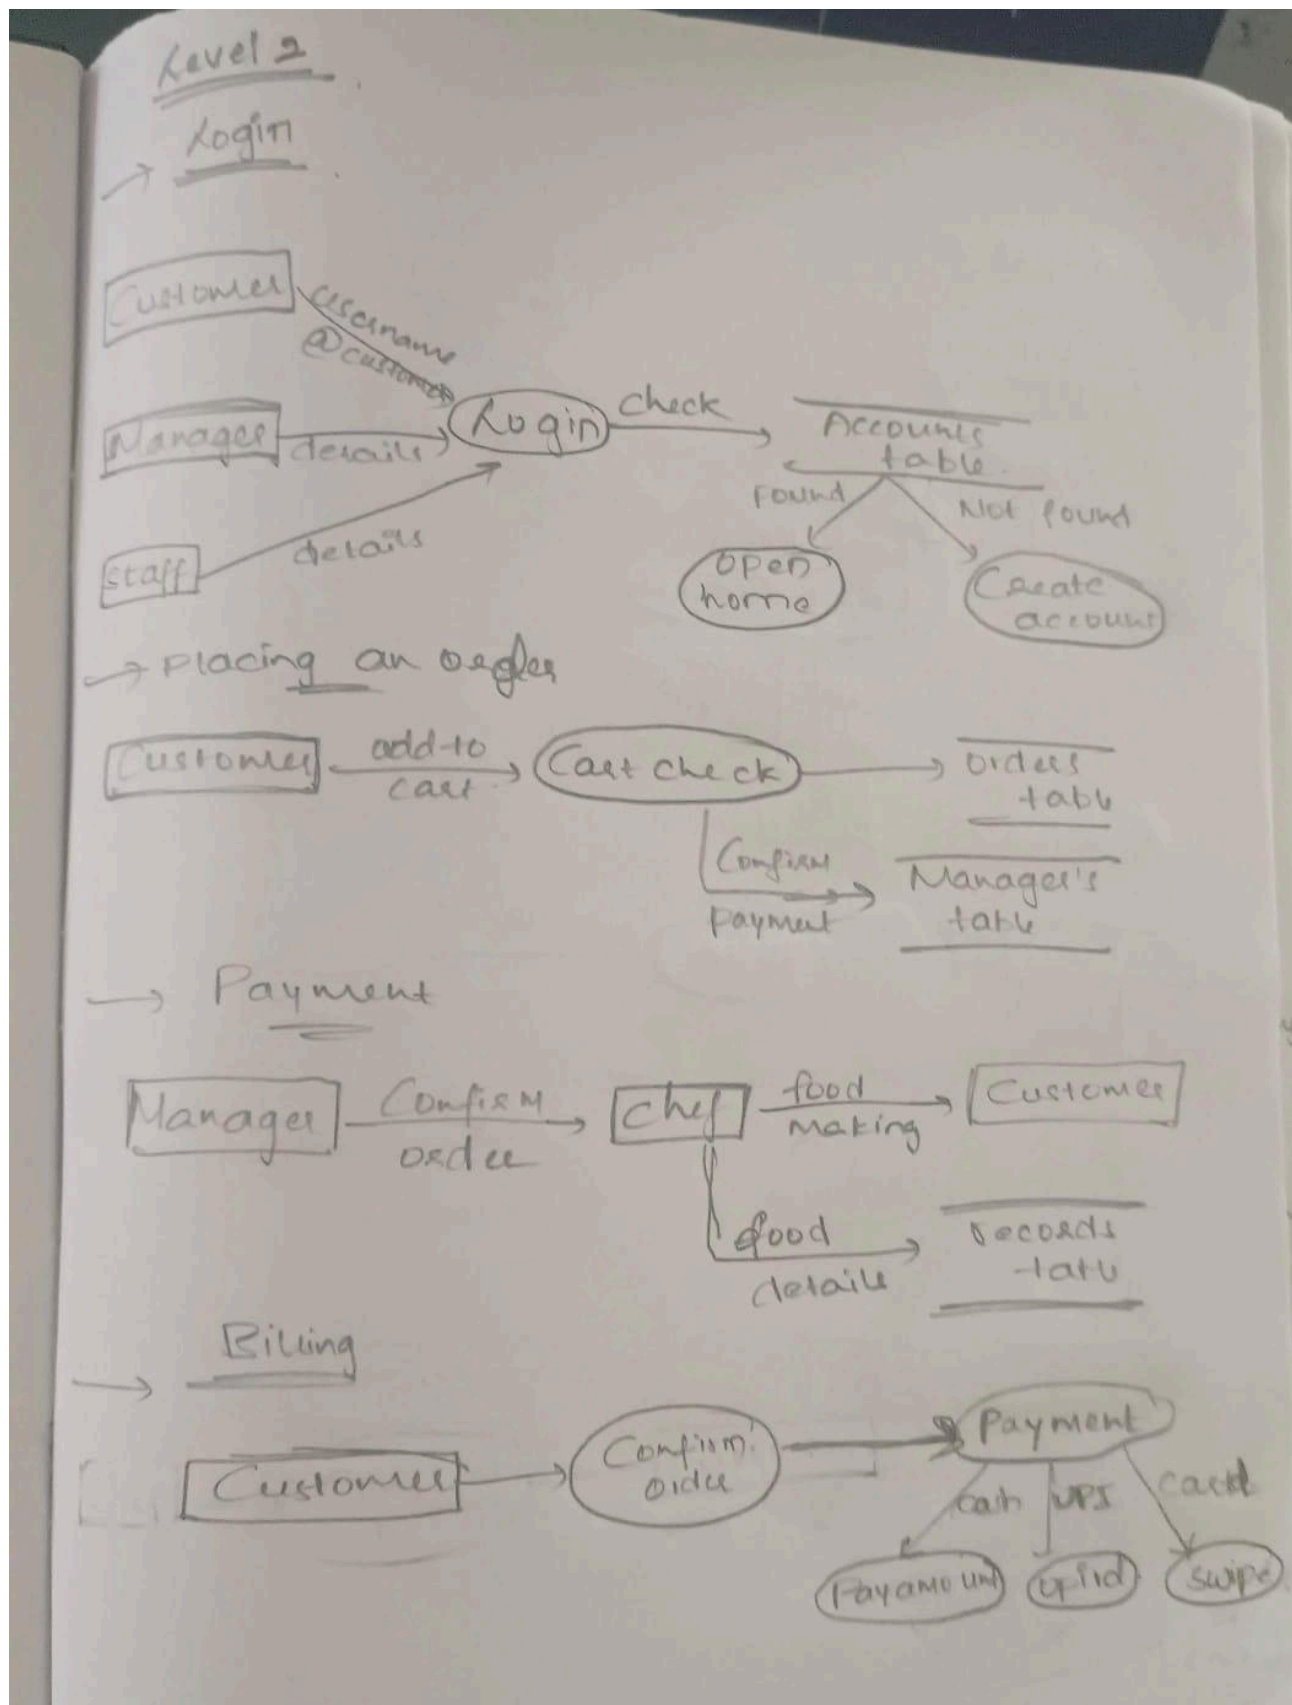 Level 2
Login
Customer
username
@customer
Manager
details
Login
check
Accounts
table
Found
Not found
staff
details
open
home
Create
account
Placing an order
Customer
add-to
cart
Cart check
orders
table
Confirm
payment
Manager's
table
Payment
Manager
Confirm
order
chef
food
making
Customer
food
details
records
table
Billing
Customer
Confirm
order
Payment
cash
UPI
card
Pay amount
upiid
swipe